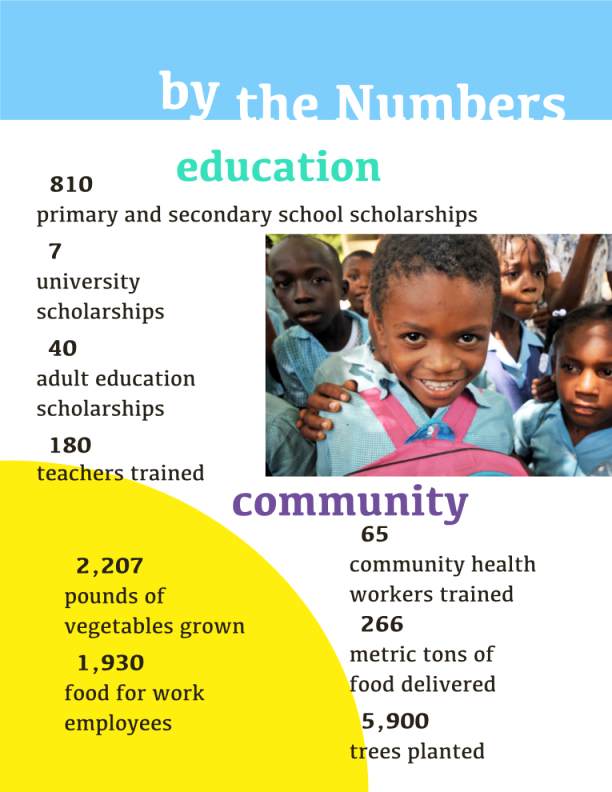 by the Numbers
education
810
primary and secondary school scholarships
7
university
scholarships
40
adult education
scholarships
180
teachers trained
community
2,207
pounds of
vegetables grown
1,930
food for work
employees
65
community health
workers trained
266
metric tons of
food delivered
5,900
trees planted